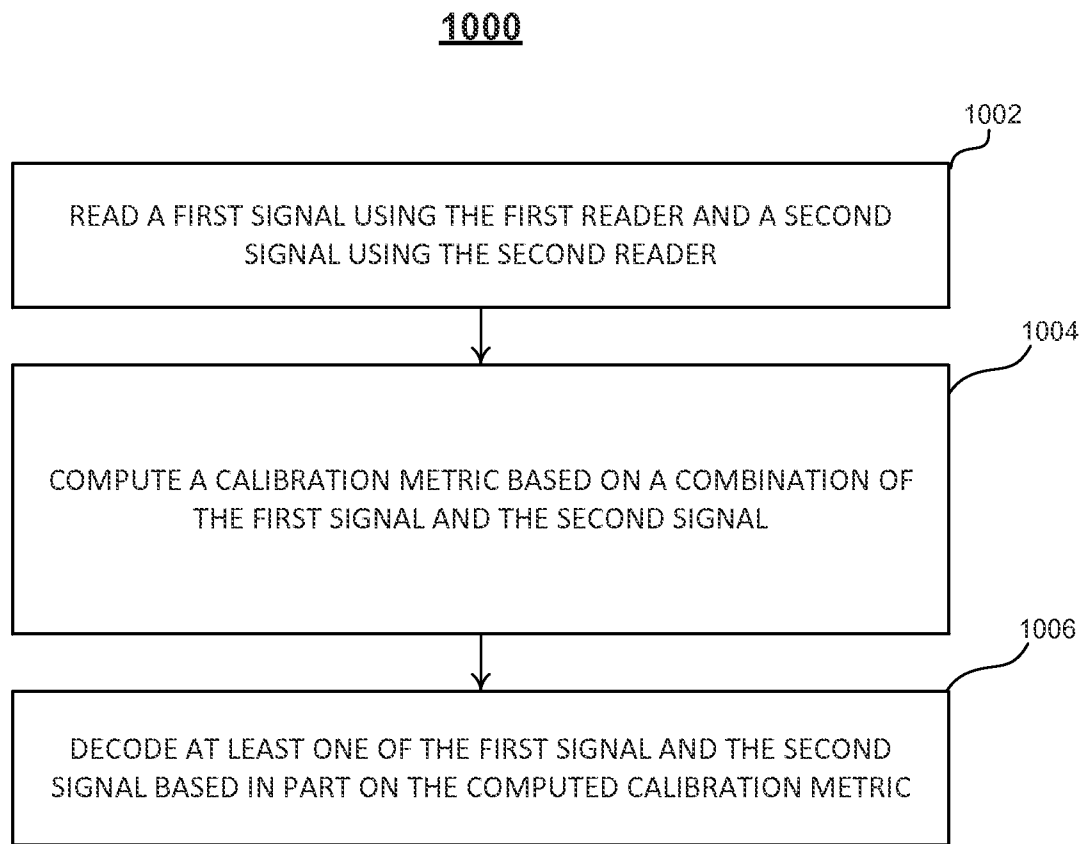 1000
1002
READ A FIRST SIGNAL USING THE FIRST READER AND A SECOND
SIGNAL USING THE SECOND READER
1004
COMPUTE A CALIBRATION METRIC BASED ON A COMBINATION OF
THE FIRST SIGNAL AND THE SECOND SIGNAL
1006
DECODE AT LEAST ONE OF THE FIRST SIGNAL AND THE SECOND
SIGNAL BASED IN PART ON THE COMPUTED CALIBRATION METRIC